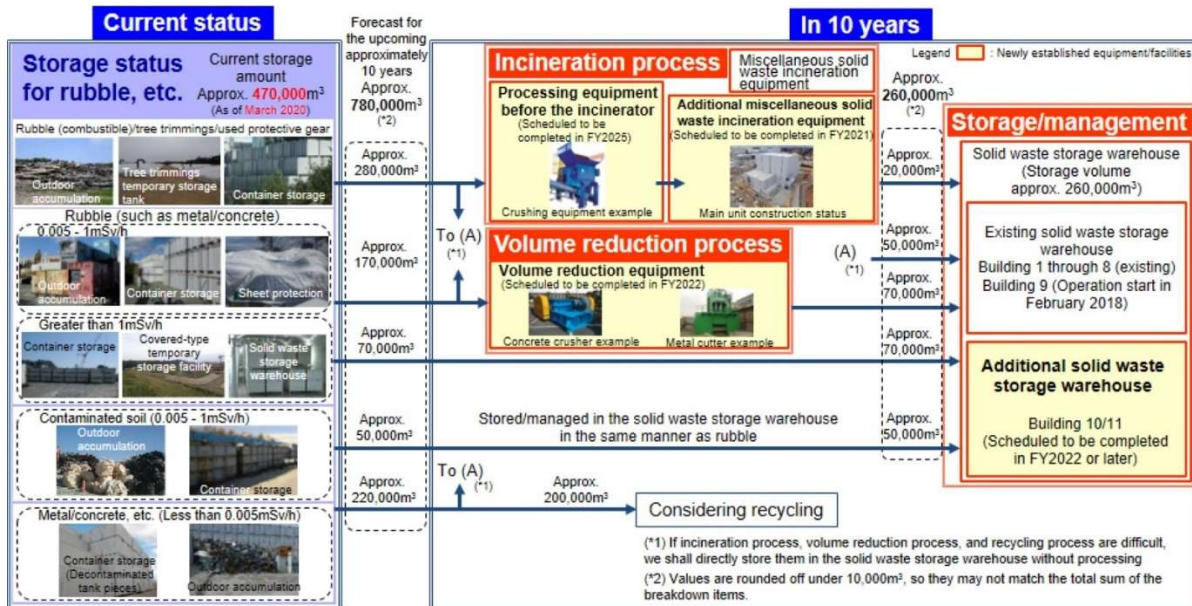 Current status
Storage status
for rubble, etc.
Current storage
amount
Approx. 470,000m³
(As of March 2020)
Rubble (combustible)/tree trimmings/used protective gear
Outdoor
accumulation
Tree trimmings
temporary storage
tank
Container storage
Rubble (such as metal/concrete)
0.005 - 1mSv/h
Outdoor
accumulation
Container storage
Sheet protection
Greater than 1mSv/h
Container storage
Covered-type
temporary
storage facility
Solid waste
storage
warehouse
Contaminated soil (0.005 - 1mSv/h)
Outdoor
accumulation
Container storage
Metal/concrete, etc. (Less than 0.005mSv/h)
Container storage
(Decontaminated
tank pieces)
Outdoor accumulation
Forecast for
the upcoming
approximately
10 years
Approx.
780,000m³
(*2)
Approx.
280,000m³
Approx.
170,000m³
Approx.
70,000m³
Approx.
50,000m³
Approx.
220,000m³
In 10 years
Legend
: Newly established equipment/facilities
Incineration process
Miscellaneous solid
waste incineration
equipment
Processing equipment
before the incinerator
(Scheduled to be
completed in FY2025)
Crushing equipment example
Additional miscellaneous solid
waste incineration equipment
(Scheduled to be completed in FY2021)
Main unit construction status
To (A)
(*1)
Volume reduction process
Volume reduction equipment
(Scheduled to be completed in FY2022)
Concrete crusher example
Metal cutter example
(A)
(*1)
Stored/managed in the solid waste storage warehouse
in the same manner as rubble
To (A)
(*1)
Approx.
200,000m³
Considering recycling
Approx.
260,000m³
(*2)
Approx.
20,000m³
Approx.
50,000m³
Approx.
70,000m³
Approx.
70,000m³
Approx.
50,000m³
Storage/management
Solid waste storage warehouse
(Storage volume
approx. 260,000m³)
Existing solid waste storage
warehouse
Building 1 through 8 (existing)
Building 9 (Operation start in
February 2018)
Additional solid waste
storage warehouse
Building 10/11
(Scheduled to be completed
in FY2022 or later)
(*1) If incineration process, volume reduction process, and recycling process are difficult,
we shall directly store them in the solid waste storage warehouse without processing
(*2) Values are rounded off under 10,000m³, so they may not match the total sum of the
breakdown items.